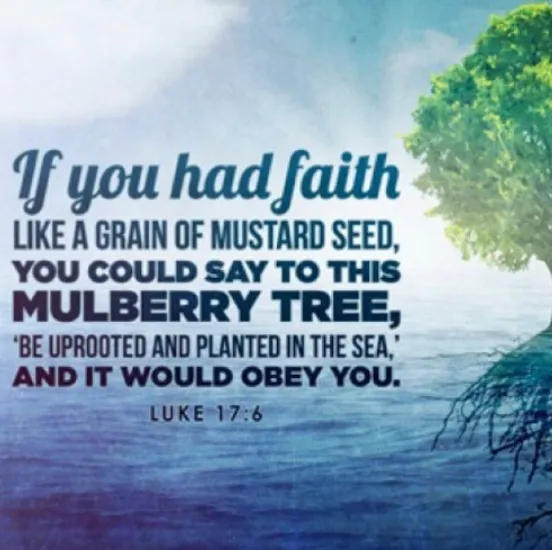 If you had faith
LIKE A GRAIN OF MUSTARD SEED,
YOU COULD SAY TO THIS
MULBERRY TREE,
‘BE UPROOTED AND PLANTED IN THE SEA,’
AND IT WOULD OBEY YOU.
LUKE 17:6